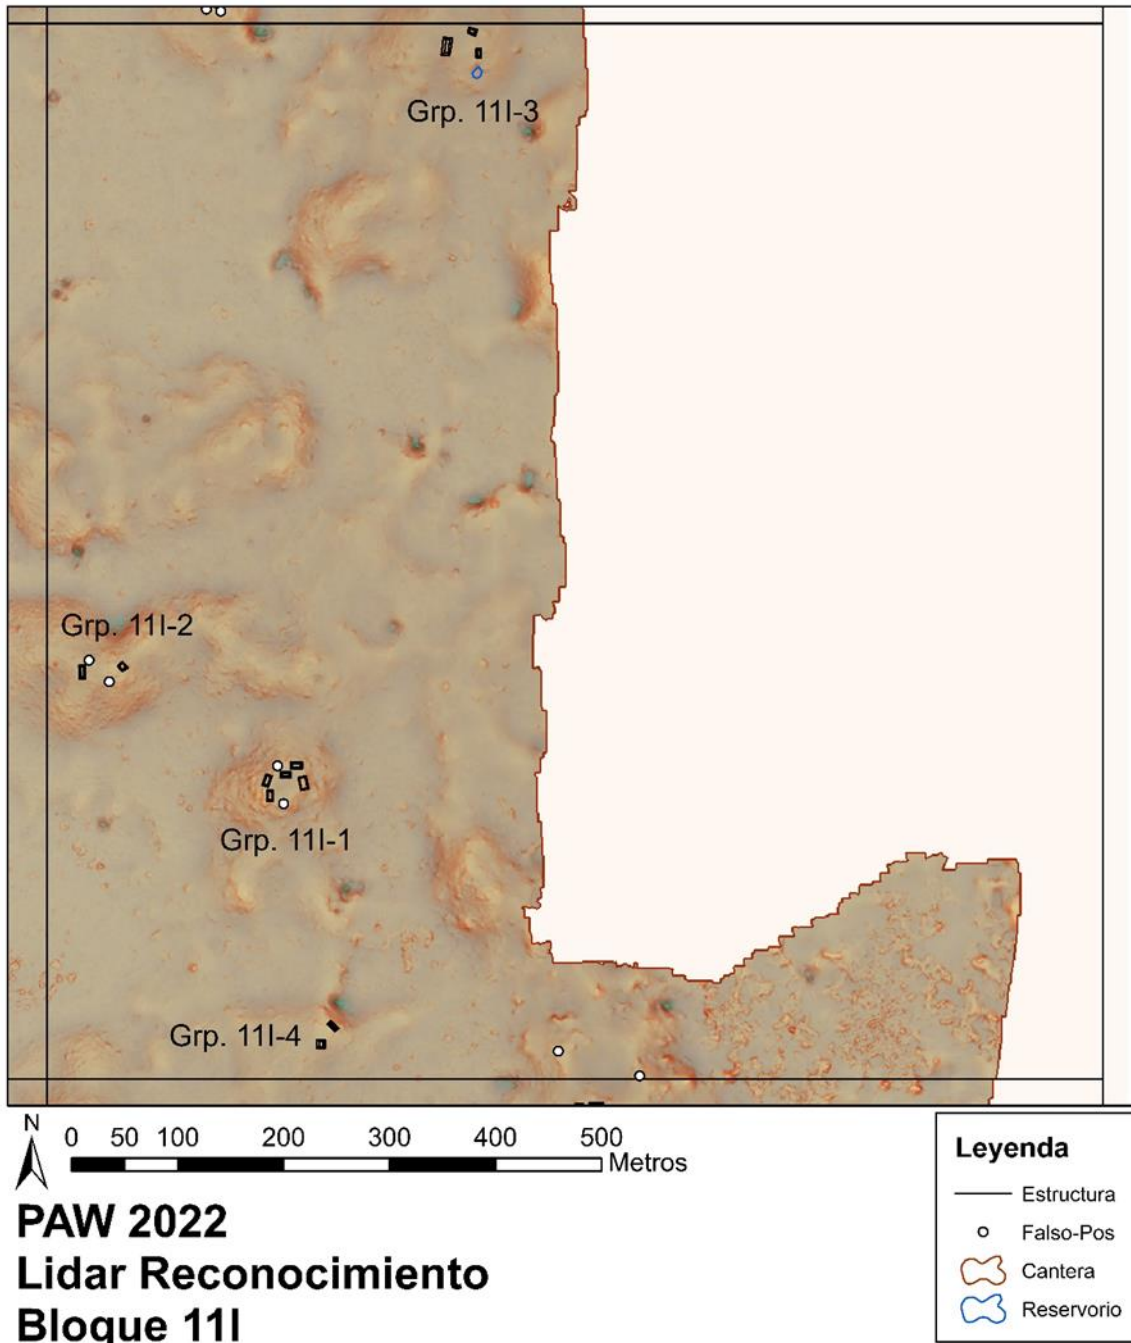 Grp. 11I-3
Grp. 11I-2
Grp. 11I-1
Grp. 11I-4
N
0 50 100 200 300 400 500
Metros
PAW 2022
Lidar Reconocimiento
Bloque 11I
Leyenda
Estructura
Falso-Pos
Cantera
Reservorio